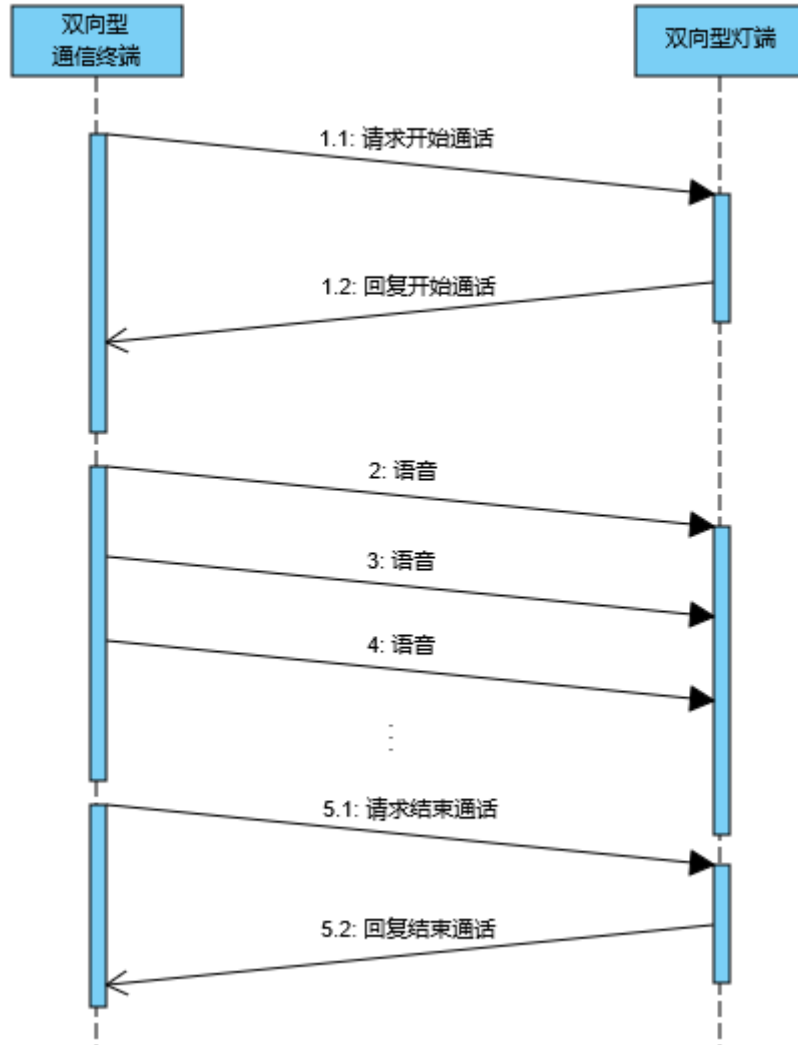 双向型
通信终端
双向型灯端
1.1: 请求开始通话
1.2: 回复开始通话
2: 语音
3: 语音
4: 语音
5.1: 请求结束通话
5.2: 回复结束通话